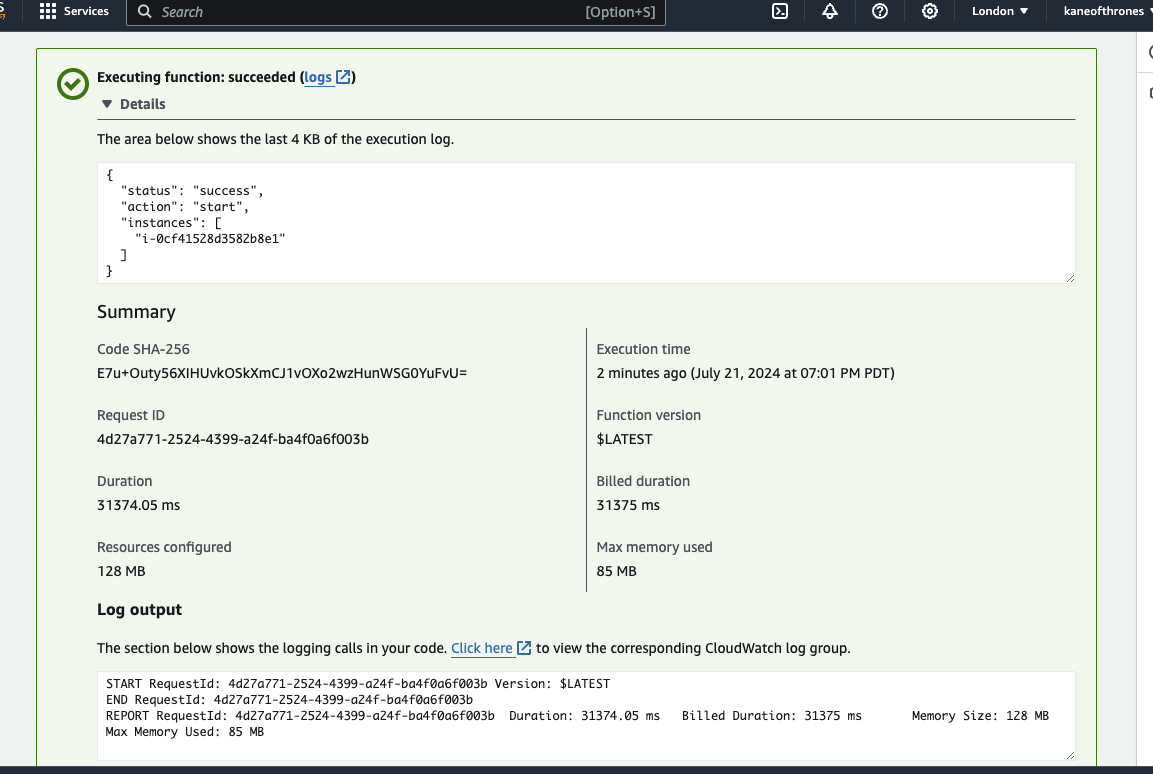 Services Search [Option+S] London kaneofthrones
Executing function: succeeded (logs)
Details
The area below shows the last 4 KB of the execution log.
{
"status": "success",
"action": "start",
"instances": [
"i-0cf41528d3582b8e1"
]
}
Summary
Code SHA-256
E7u+Outy56XIHUvkOSkXmCJ1vOXo2wzHunWSG0YuFvU=
Request ID
4d27a771-2524-4399-a24f-ba4f0a6f003b
Duration
31374.05 ms
Resources configured
128 MB
Execution time
2 minutes ago (July 21, 2024 at 07:01 PM PDT)
Function version
$LATEST
Billed duration
31375 ms
Max memory used
85 MB
Log output
The section below shows the logging calls in your code. Click here to view the corresponding CloudWatch log group.
START RequestId: 4d27a771-2524-4399-a24f-ba4f0a6f003b Version: $LATEST
END RequestId: 4d27a771-2524-4399-a24f-ba4f0a6f003b
REPORT RequestId: 4d27a771-2524-4399-a24f-ba4f0a6f003b Duration: 31374.05 ms Billed Duration: 31375 ms Memory Size: 128 MB
Max Memory Used: 85 MB